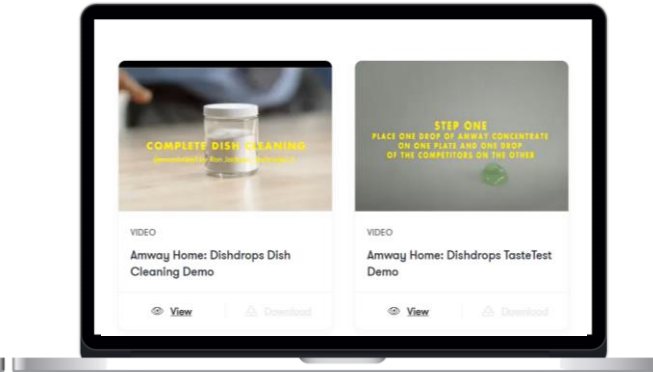 COMPLETE DISH CLEANING
STEP ONE
PLACE ONE DROP OF AMWAY CONCENTRATE
ON ONE PLATE AND ONE DROP
OF THE COMPETITORS ON THE OTHER
VIDEO
Amway Home: Dishdrops Dish
Cleaning Demo
View
Download
VIDEO
Amway Home: Dishdrops TasteTest
Demo
View
Download